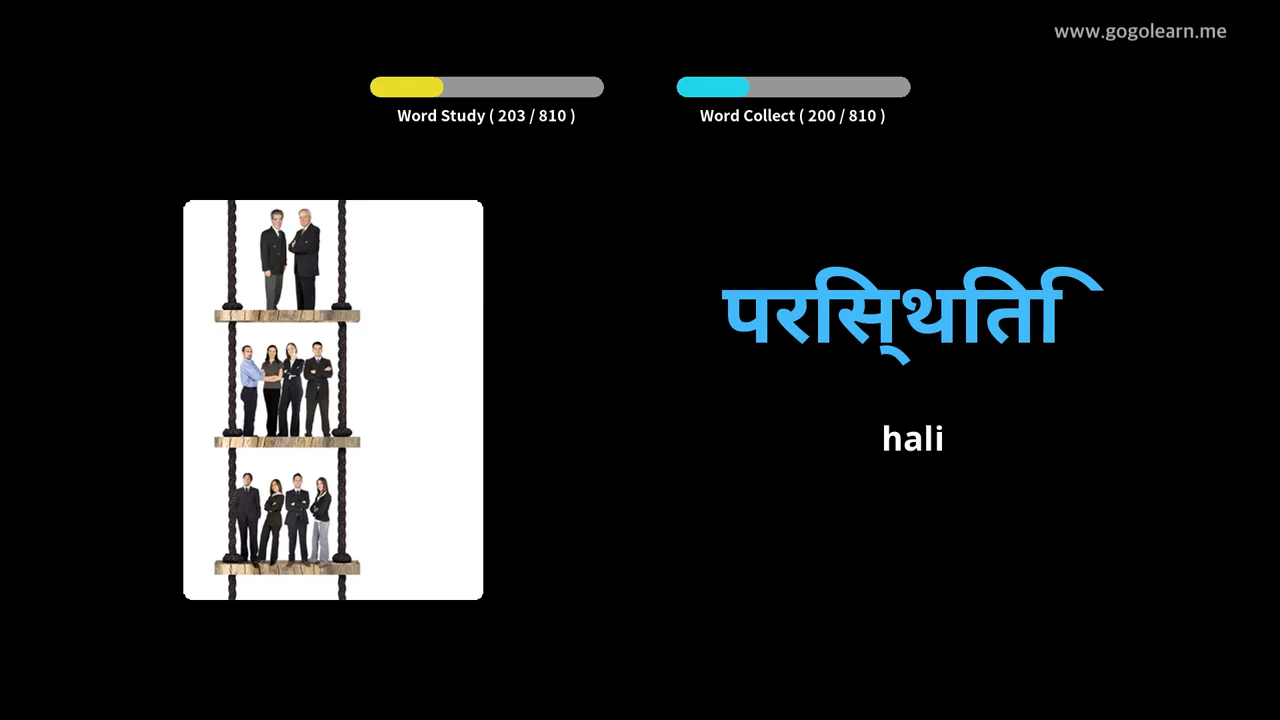 www.gogolearn.me
Word Study ( 203 / 810 )
Word Collect ( 200 / 810 )
परिस्थिति
hali